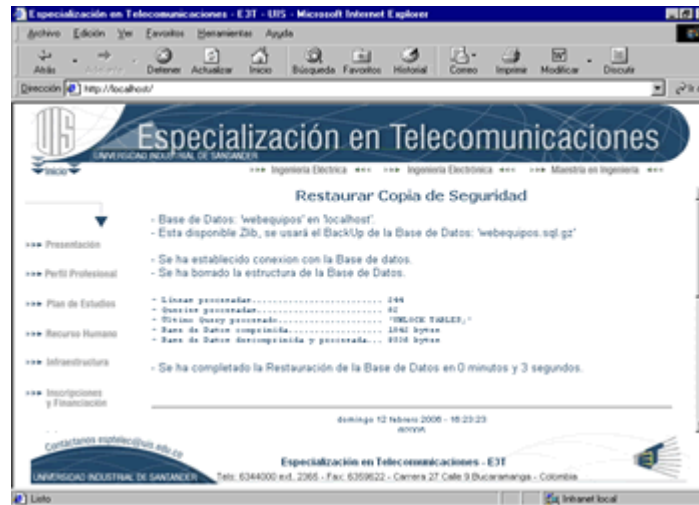 Especialización en Telecomunicaciones - E3T - UIS - Microsoft Internet Explorer
Archivo Edición Ver Favoritos Herramientas Ayuda
Atrás Adelante Detener Actualizar Inicio Búsqueda Favoritos Historial Correo Imprimir Modificar Discutir
Dirección http://localhost/
UIS
Especialización en Telecomunicaciones
UNIVERSIDAD INDUSTRIAL DE SANTANDER
Inicio
Ingeniería Eléctrica Ingeniería Electrónica Maestría en Ingeniería
Restaurar Copia de Seguridad
- Base de Datos: 'webequipos' en 'localhost'.
- Esta disponible Zlib, se usará el BackUp de la Base de Datos: 'webequipos.sql.gz'
- Se ha establecido conexion con la Base de datos.
- Se ha borrado la estructura de la Base de Datos.
- Lineas procesadas................................ 244
- Queries procesadas................................ 82
- Ultimo Query procesado........................ 'UNLOCK TABLES;'
- Base de Datos comprimida..................... 1842 bytes
- Base de Datos descomprimida y procesada... bytes
- Se ha completado la Restauración de la Base de Datos en 0 minutos y 3 segundos.
Presentación
Perfil Profesional
Plan de Estudios
Recurso Humano
Infraestructura
Inscripciones y Financiación
domingo 12 febrero 2006 - 16:23:23
Contáctanos esptelec@uis.edu.co
UNIVERSIDAD INDUSTRIAL DE SANTANDER
Especialización en Telecomunicaciones - E3T
Tels: 6344000 ext. 2365 - Fax: 6359622 - Carrera 27 Calle 9 Bucaramanga - Colombia
Listo
Intranet local